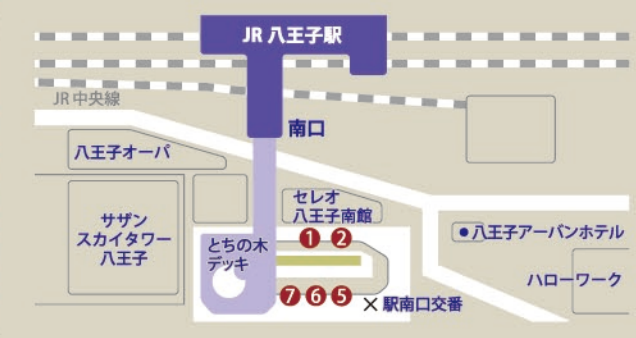 JR 八王子駅
JR 中央線
南口
八王子オーパ
セレオ
八王子南館
サザン
スカイタワー
八王子
とちの木
デッキ
1 2
八王子アーバンホテル
ハローワーク
7 6 5
駅南口交番